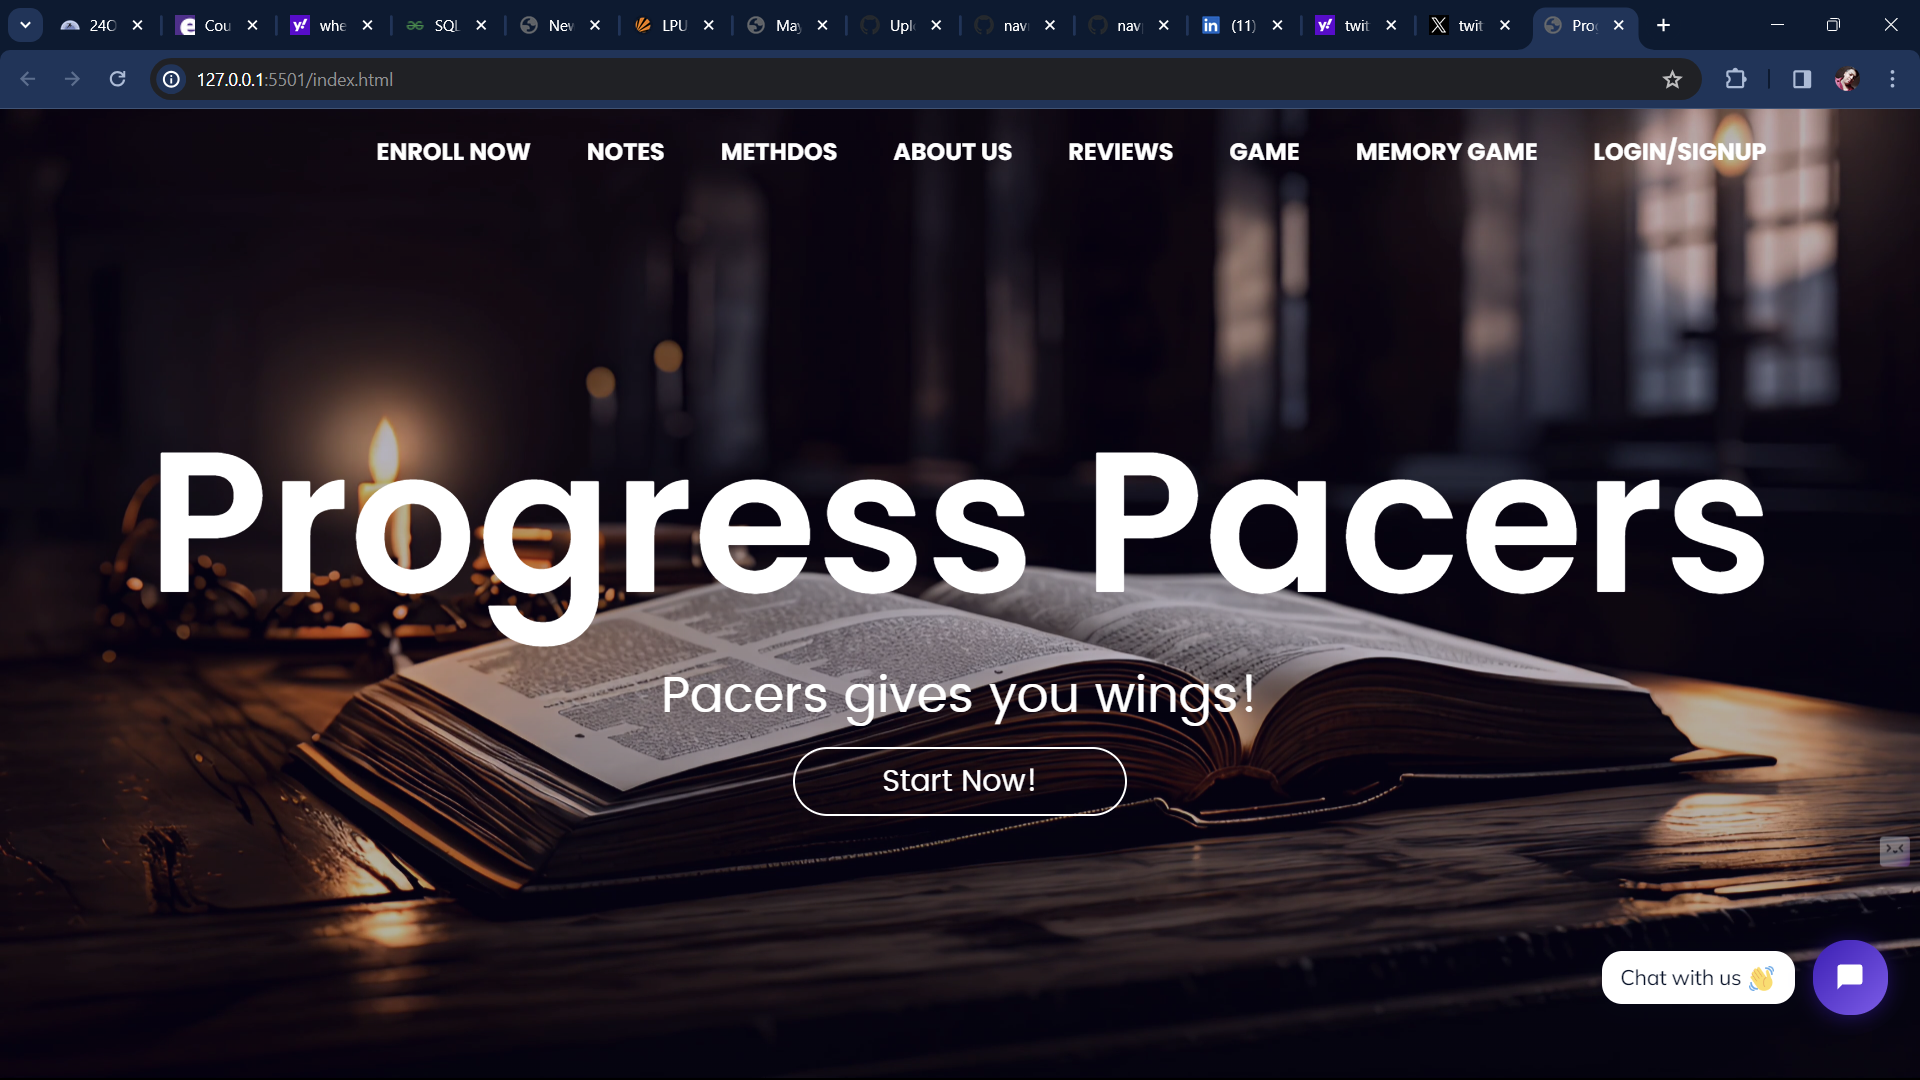 24O
Cou
whe
SQL
New
LPU
May
Uplo
nav
nav
(11)
twit
twit
Pro
127.0.0.1:5501/index.html
ENROLL NOW NOTES METHDOS ABOUT US REVIEWS GAME MEMORY GAME LOGIN/SIGNUP
Progress Pacers
Pacers gives you wings!
Start Now!
Chat with us